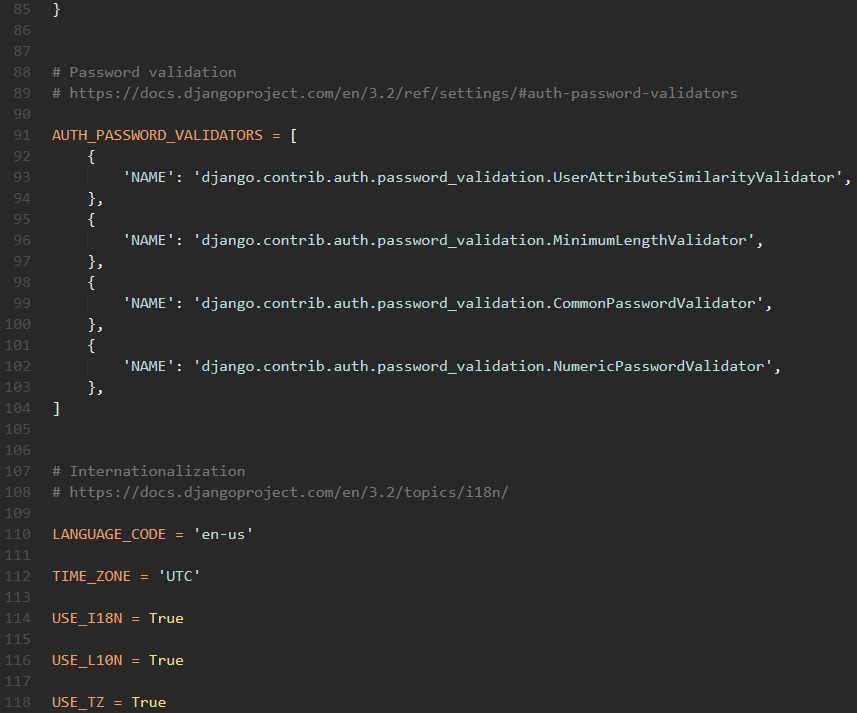 85 }
86
87
88 # Password validation
89 # https://docs.djangoproject.com/en/3.2/ref/settings/#auth-password-validators
90
91 AUTH_PASSWORD_VALIDATORS = [
92     {
93         'NAME': 'django.contrib.auth.password_validation.UserAttributeSimilarityValidator',
94     },
95     {
96         'NAME': 'django.contrib.auth.password_validation.MinimumLengthValidator',
97     },
98     {
99         'NAME': 'django.contrib.auth.password_validation.CommonPasswordValidator',
100     },
101     {
102         'NAME': 'django.contrib.auth.password_validation.NumericPasswordValidator',
103     },
104 ]
105
106
107 # Internationalization
108 # https://docs.djangoproject.com/en/3.2/topics/i18n/
109
110 LANGUAGE_CODE = 'en-us'
111
112 TIME_ZONE = 'UTC'
113
114 USE_I18N = True
115
116 USE_L10N = True
117
118 USE_TZ = True